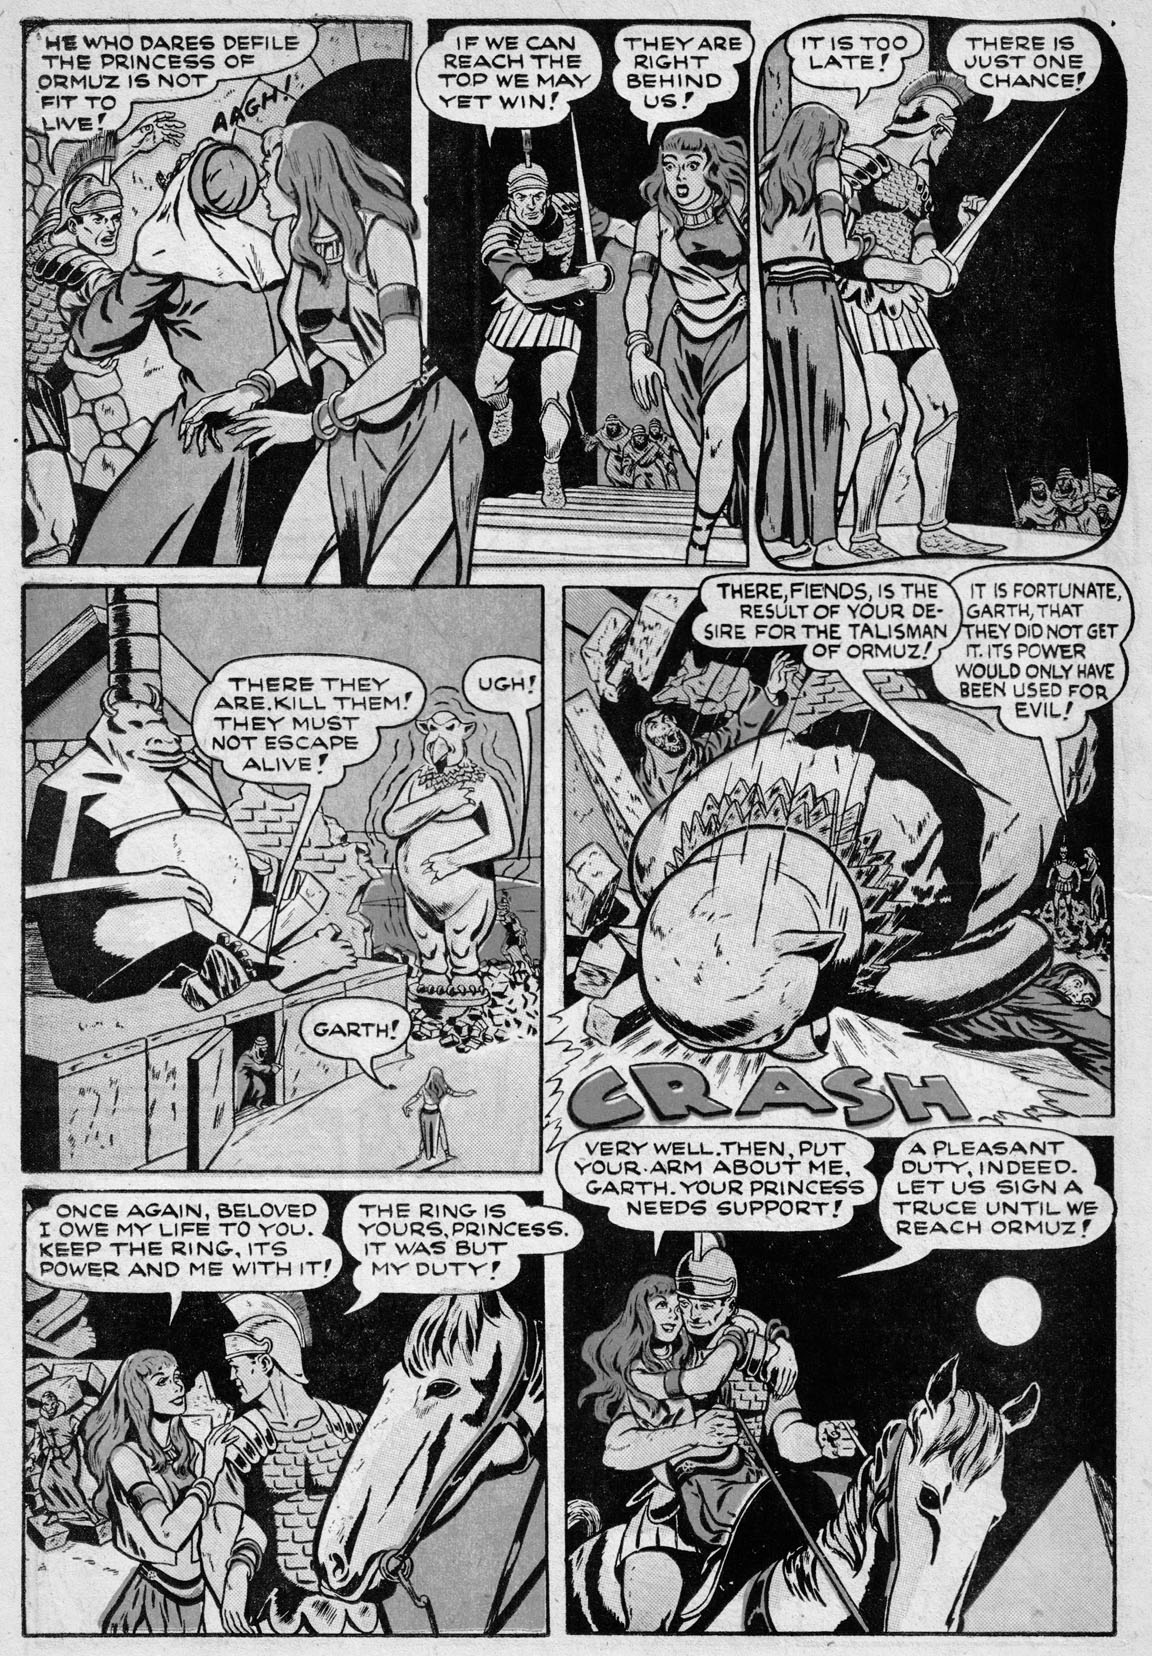 HE WHO DARES DEFILE
THE PRINCESS OF
ORMUZ IS NOT
FIT TO
LIVE!
AAGH!
IF WE CAN
REACH THE
TOP WE MAY
YET WIN!
THEY ARE
RIGHT
BEHIND
US!
IT IS TOO
LATE!
THERE IS
JUST ONE
CHANCE!
THERE THEY
ARE. KILL THEM!
THEY MUST
NOT ESCAPE
ALIVE!
UGH!
GARTH!
THERE, FIENDS, IS THE
RESULT OF YOUR DE-
SIRE FOR THE TALISMAN
OF ORMUZ!
IT IS FORTUNATE,
GARTH, THAT
THEY DID NOT GET
IT. ITS POWER
WOULD ONLY HAVE
BEEN USED FOR
EVIL!
CRASH
ONCE AGAIN, BELOVED
I OWE MY LIFE TO YOU.
KEEP THE RING, ITS
POWER AND ME WITH IT!
THE RING IS
YOURS, PRINCESS.
IT WAS BUT
MY DUTY!
VERY WELL. THEN, PUT
YOUR ARM ABOUT ME,
GARTH. YOUR PRINCESS
NEEDS SUPPORT!
A PLEASANT
DUTY, INDEED.
LET US SIGN A
TRUCE UNTIL WE
REACH ORMUZ!